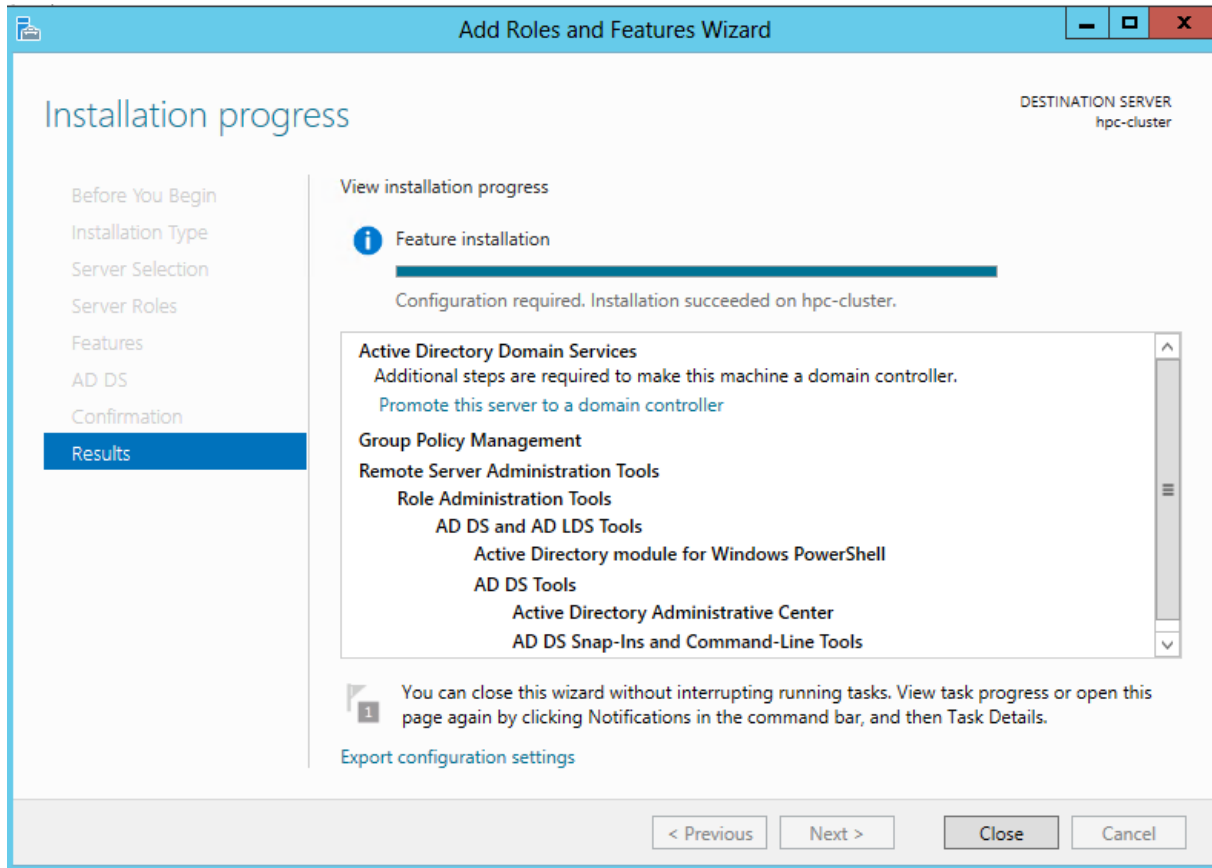 Add Roles and Features Wizard
Installation progress
DESTINATION SERVER
hpc-cluster
Before You Begin
Installation Type
Server Selection
Server Roles
Features
AD DS
Confirmation
Results
View installation progress
Feature installation
Configuration required. Installation succeeded on hpc-cluster.
Active Directory Domain Services
Additional steps are required to make this machine a domain controller.
Promote this server to a domain controller
Group Policy Management
Remote Server Administration Tools
Role Administration Tools
AD DS and AD LDS Tools
Active Directory module for Windows PowerShell
AD DS Tools
Active Directory Administrative Center
AD DS Snap-Ins and Command-Line Tools
1
You can close this wizard without interrupting running tasks. View task progress or open this
page again by clicking Notifications in the command bar, and then Task Details.
Export configuration settings
< Previous
Next >
Close
Cancel